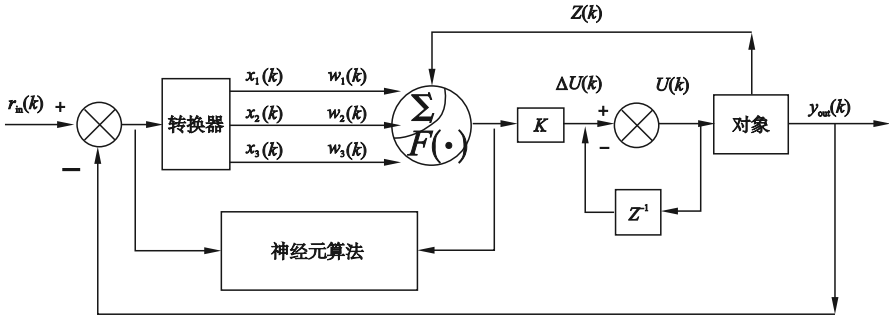 Z(k)
r_in(k)
+
−
转换器
x_1(k) w_1(k)
x_2(k) w_2(k)
x_3(k) w_3(k)
Σ
F(·)
K
ΔU(k)
+
−
U(k)
Z^-1
对象
y_out(k)
神经元算法